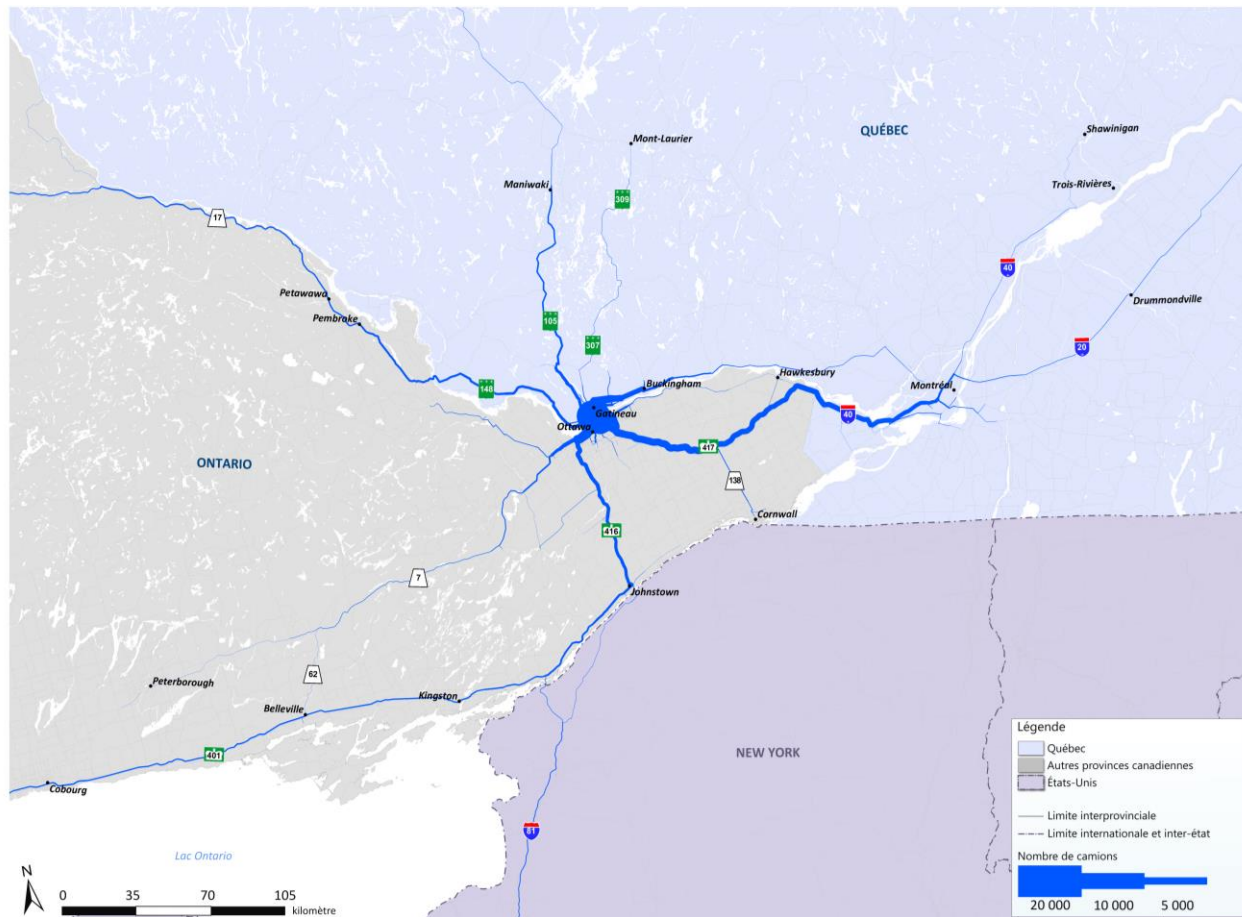 QUÉBEC
Shawinigan
Mont-Laurier
Trois-Rivières
Maniwaki
309
17
40
Petawawa
Drummondville
Pembroke
105
307
20
148
Buckingham
Hawkesbury
Montréal
Gatineau
40
Ottawa
417
ONTARIO
138
Cornwall
416
7
Johnstown
62
Peterborough
Kingston
Belleville
401
NEW YORK
Cobourg
81
Lac Ontario
N
0 35 70 105
kilomètre
Légende
Québec
Autres provinces canadiennes
États-Unis
Limite interprovinciale
Limite internationale et inter-état
Nombre de camions
20 000 10 000 5 000